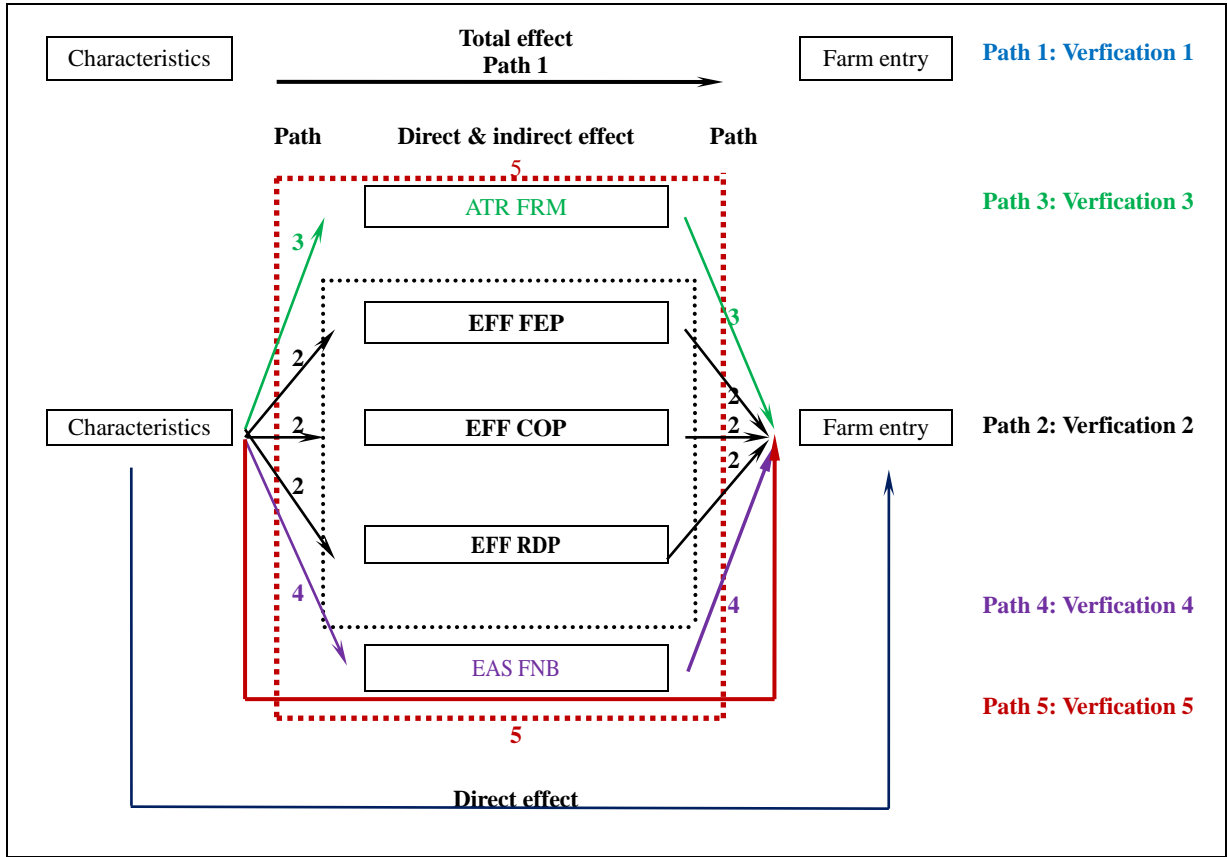 Characteristics
Total effect
Path 1
Farm entry
Path 1: Verfication 1
Path
Direct & indirect effect
Path
5
ATR FRM
Path 3: Verfication 3
3
EFF FEP
3
2
2
Characteristics
2
EFF COP
2
Farm entry
Path 2: Verfication 2
2
2
EFF RDP
4
4
Path 4: Verfication 4
EAS FNB
Path 5: Verfication 5
5
Direct effect